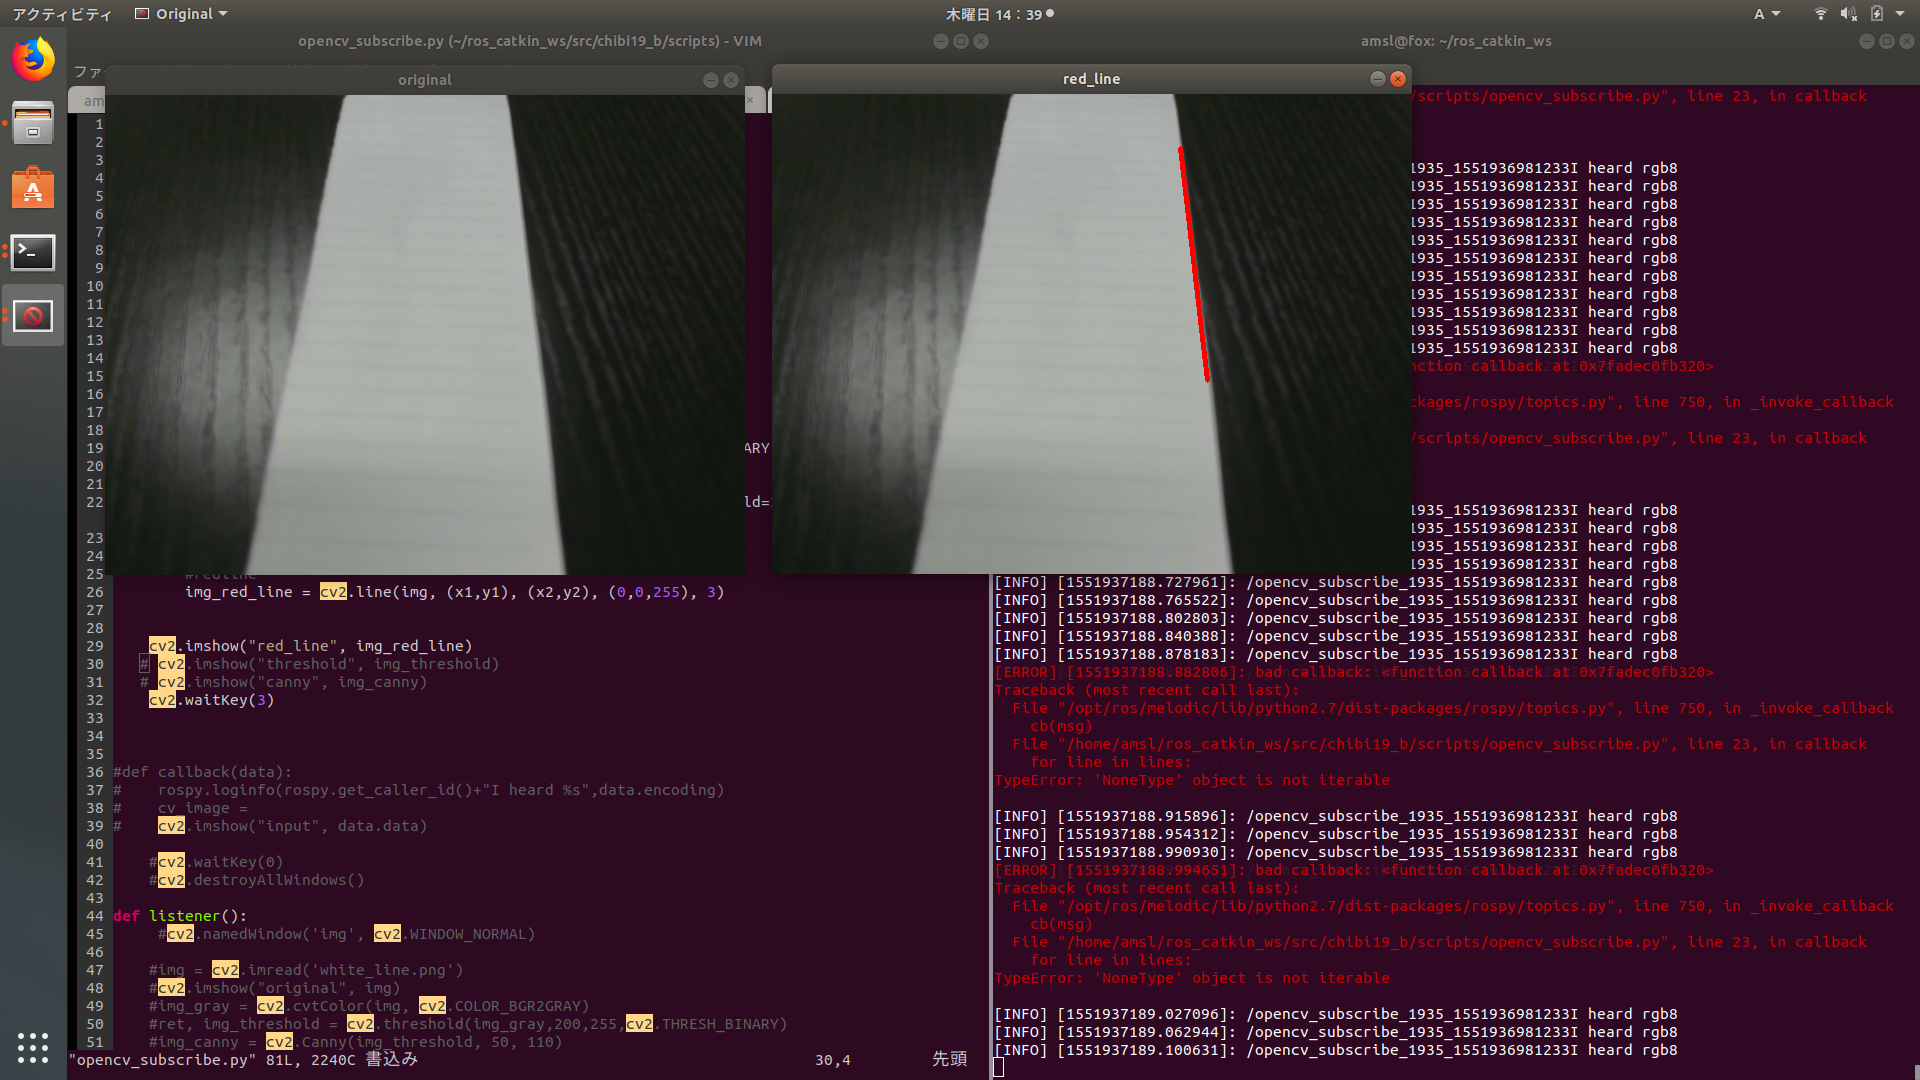 アクティビティ
Original
木曜日 14：39
A
opencv_subscribe.py (~/ros_catkin_ws/src/chibi19_b/scripts) - VIM
amsl@fox: ~/ros_catkin_ws
ファ
original
red_line
am
1
2
3
4
5
6
7
8
9
10
11
12
13
14
15
16
17
18
19
ARY
20
21
22
ld=
23
24
25 #redline
26 img_red_line = cv2.line(img, (x1,y1), (x2,y2), (0,0,255), 3)
27
28
29 cv2.imshow("red_line", img_red_line)
30 # cv2.imshow("threshold", img_threshold)
31 # cv2.imshow("canny", img_canny)
32 cv2.waitKey(3)
33
34
35
36 #def callback(data):
37 # rospy.loginfo(rospy.get_caller_id()+"I heard %s",data.encoding)
38 # cv_image =
39 # cv2.imshow("input", data.data)
40
41 #cv2.waitKey(0)
42 #cv2.destroyAllWindows()
43
44 def listener():
45 #cv2.namedWindow('img', cv2.WINDOW_NORMAL)
46
47 #img = cv2.imread('white_line.png')
48 #cv2.imshow("original", img)
49 #img_gray = cv2.cvtColor(img, cv2.COLOR_BGR2GRAY)
50 #ret, img_threshold = cv2.threshold(img_gray,200,255,cv2.THRESH_BINARY)
51 #img_canny = cv2.Canny(img_threshold, 50, 110)
"opencv_subscribe.py" 81L, 2240C 書込み 30,4 先頭
/scripts/opencv_subscribe.py", line 23, in callback
1935_1551936981233I heard rgb8
1935_1551936981233I heard rgb8
1935_1551936981233I heard rgb8
1935_1551936981233I heard rgb8
1935_1551936981233I heard rgb8
1935_1551936981233I heard rgb8
1935_1551936981233I heard rgb8
1935_1551936981233I heard rgb8
1935_1551936981233I heard rgb8
1935_1551936981233I heard rgb8
1935_1551936981233I heard rgb8
nction callback at 0x7fadec0fb320>
ckages/rospy/topics.py", line 750, in _invoke_callback
/scripts/opencv_subscribe.py", line 23, in callback
1935_1551936981233I heard rgb8
1935_1551936981233I heard rgb8
1935_1551936981233I heard rgb8
1935_1551936981233I heard rgb8
[INFO] [1551937188.727961]: /opencv_subscribe_1935_1551936981233I heard rgb8
[INFO] [1551937188.765522]: /opencv_subscribe_1935_1551936981233I heard rgb8
[INFO] [1551937188.802803]: /opencv_subscribe_1935_1551936981233I heard rgb8
[INFO] [1551937188.840388]: /opencv_subscribe_1935_1551936981233I heard rgb8
[INFO] [1551937188.878183]: /opencv_subscribe_1935_1551936981233I heard rgb8
[ERROR] [1551937188.882806]: bad callback: <function callback at 0x7fadec0fb320>
Traceback (most recent call last):
File "/opt/ros/melodic/lib/python2.7/dist-packages/rospy/topics.py", line 750, in _invoke_callback
cb(msg)
File "/home/amsl/ros_catkin_ws/src/chibi19_b/scripts/opencv_subscribe.py", line 23, in callback
for line in lines:
TypeError: 'NoneType' object is not iterable
[INFO] [1551937188.915896]: /opencv_subscribe_1935_1551936981233I heard rgb8
[INFO] [1551937188.954312]: /opencv_subscribe_1935_1551936981233I heard rgb8
[INFO] [1551937188.990930]: /opencv_subscribe_1935_1551936981233I heard rgb8
[ERROR] [1551937188.994651]: bad callback: <function callback at 0x7fadec0fb320>
Traceback (most recent call last):
File "/opt/ros/melodic/lib/python2.7/dist-packages/rospy/topics.py", line 750, in _invoke_callback
cb(msg)
File "/home/amsl/ros_catkin_ws/src/chibi19_b/scripts/opencv_subscribe.py", line 23, in callback
for line in lines:
TypeError: 'NoneType' object is not iterable
[INFO] [1551937189.027096]: /opencv_subscribe_1935_1551936981233I heard rgb8
[INFO] [1551937189.062944]: /opencv_subscribe_1935_1551936981233I heard rgb8
[INFO] [1551937189.100631]: /opencv_subscribe_1935_1551936981233I heard rgb8